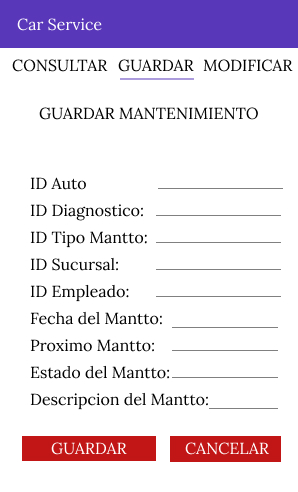 Car Service
CONSULTAR GUARDAR MODIFICAR
GUARDAR MANTENIMIENTO
ID Auto
ID Diagnostico:
ID Tipo Mantto:
ID Sucursal:
ID Empleado:
Fecha del Mantto:
Proximo Mantto:
Estado del Mantto:
Descripcion del Mantto:
GUARDAR CANCELAR